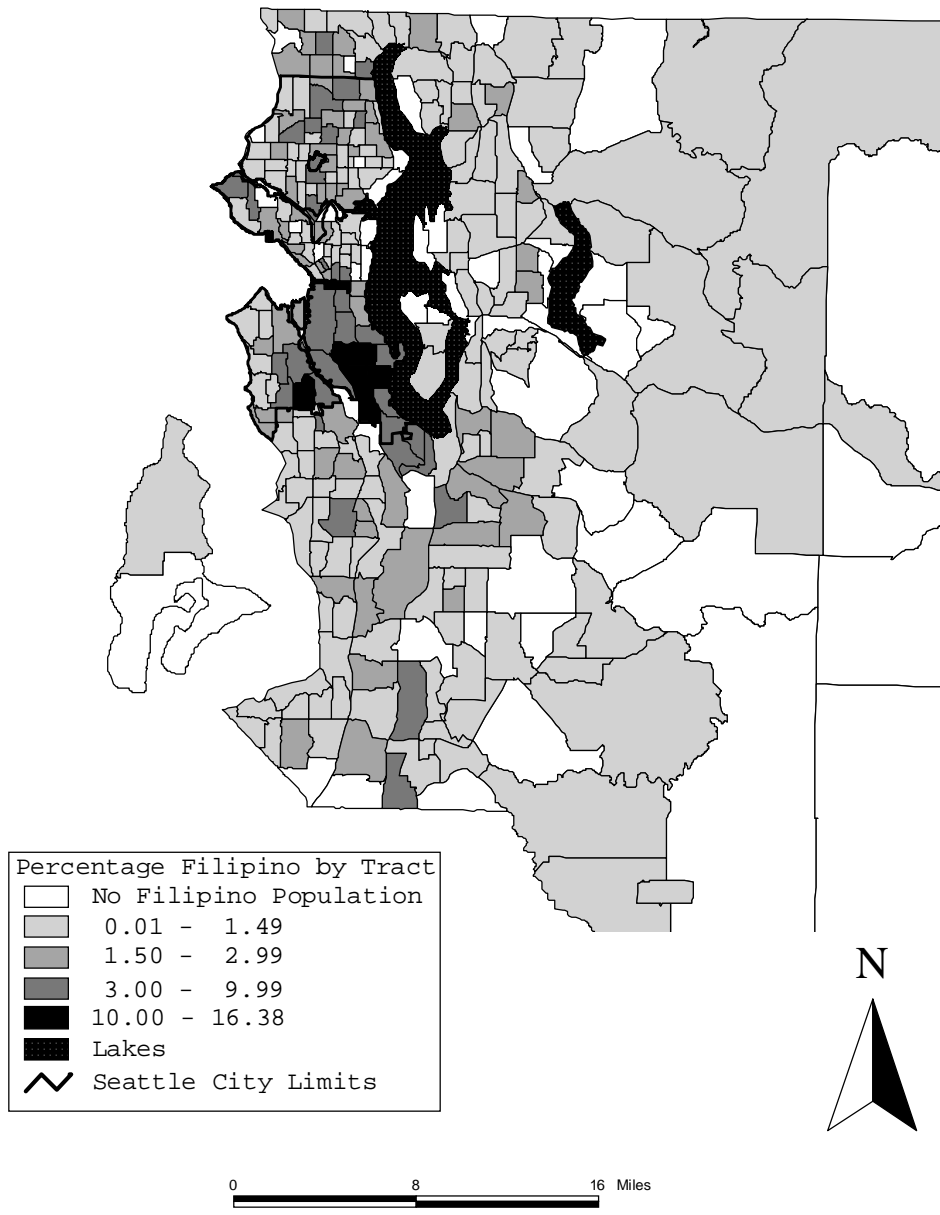 Percentage Filipino by Tract
No Filipino Population
0.01 - 1.49
1.50 - 2.99
3.00 - 9.99
10.00 - 16.38
Lakes
Seattle City Limits
N
0 8 16 Miles